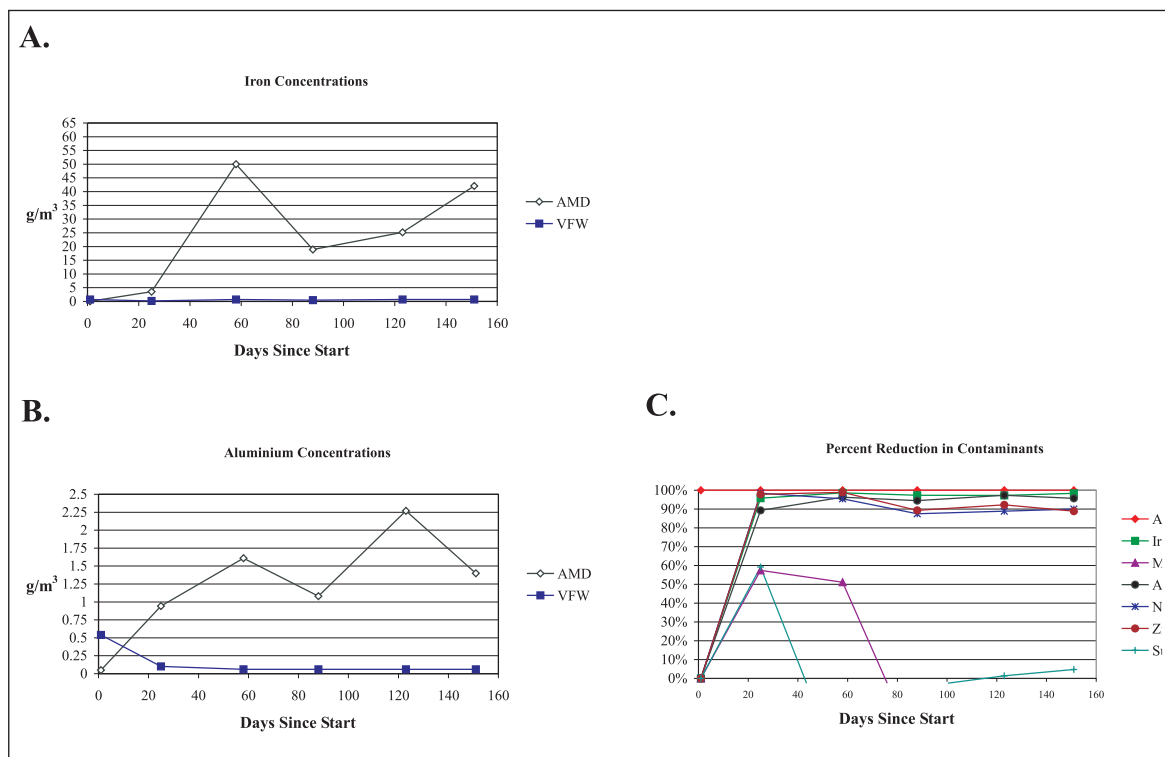 A.
Iron Concentrations
65
60
55
50
45
40
35
30
25
20
15
10
5
0
g/m³
0 20 40 60 80 100 120 140 160
Days Since Start
AMD
VFW
B.
Aluminium Concentrations
2.5
2.25
2
1.75
1.5
1.25
1
0.75
0.5
0.25
0
g/m³
0 20 40 60 80 100 120 140 160
Days Since Start
AMD
VFW
C.
Percent Reduction in Contaminants
100%
90%
80%
70%
60%
50%
40%
30%
20%
10%
0%
0 20 40 60 80 100 120 140 160
Days Since Start
A
Ir
M
A
N
Z